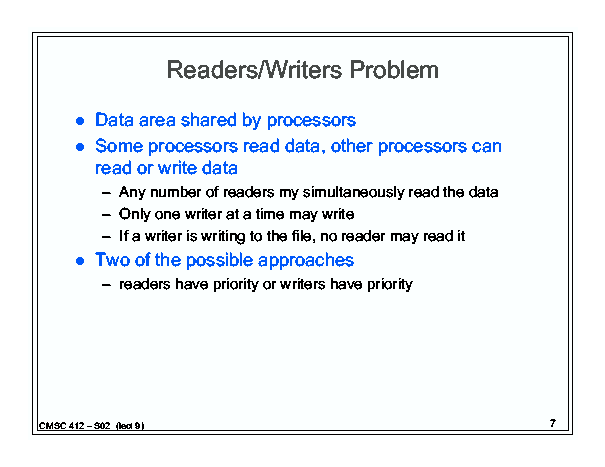 Readers/Writers Problem
● Data area shared by processors
● Some processors read data, other processors can
read or write data
– Any number of readers my simultaneously read the data
– Only one writer at a time may write
– If a writer is writing to the file, no reader may read it
● Two of the possible approaches
– readers have priority or writers have priority
CMSC 412 – S02 (lect 9)
7